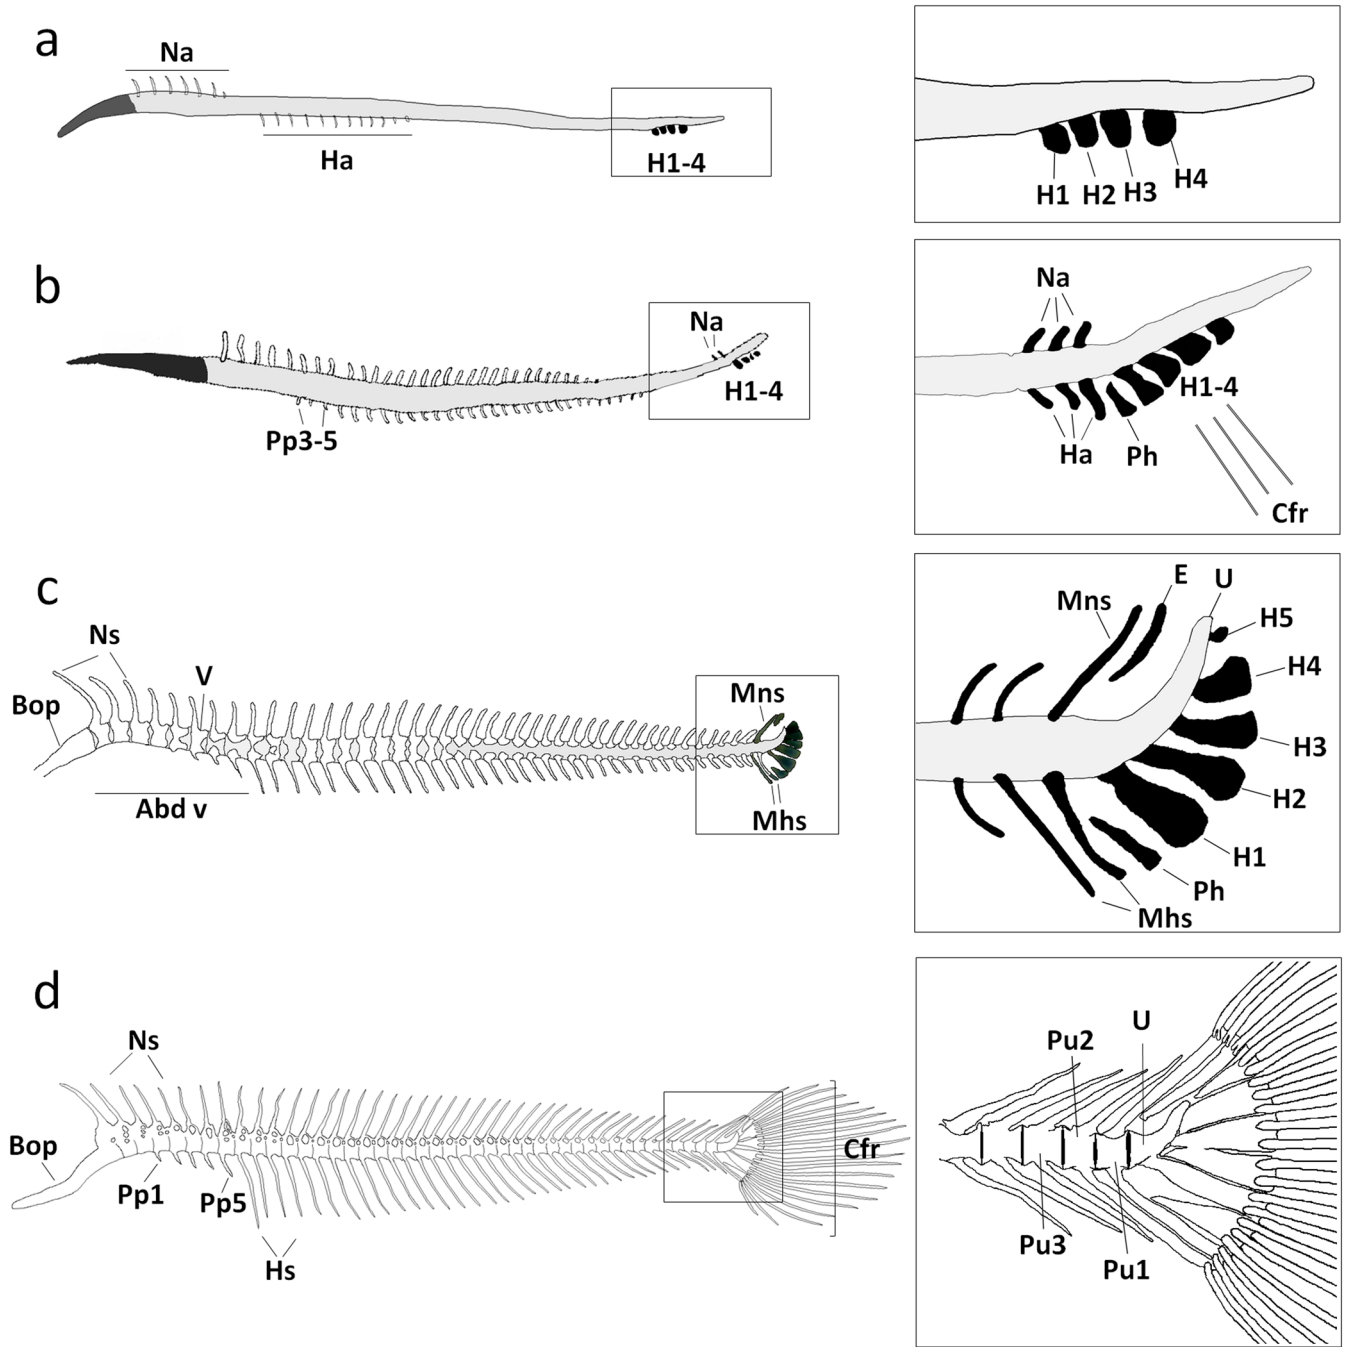 a
Na
Ha
H1-4
H1 H2 H3 H4
b
Na
H1-4
Pp3-5
Na
H1-4
Ha Ph
Cfr
c
Ns
V
Bop
Abd v
Mns
Mhs
E U
Mns
H5
H4
H3
H2
H1
Ph
Mhs
d
Ns
Bop
Pp1 Pp5
Hs
Cfr
U
Pu2
Pu3
Pu1